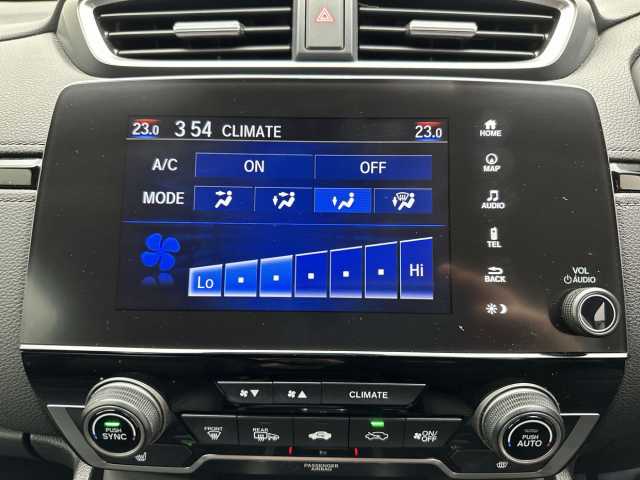 23.0 3 54 CLIMATE 23.0
A/C ON OFF
MODE
Lo Hi
HOME
MAP
AUDIO
TEL
BACK
VOL
AUDIO
CLIMATE
PUSH
SYNC
FRONT
REAR
ON/
OFF
PUSH
AUTO
PASSENGER
AIRBAG